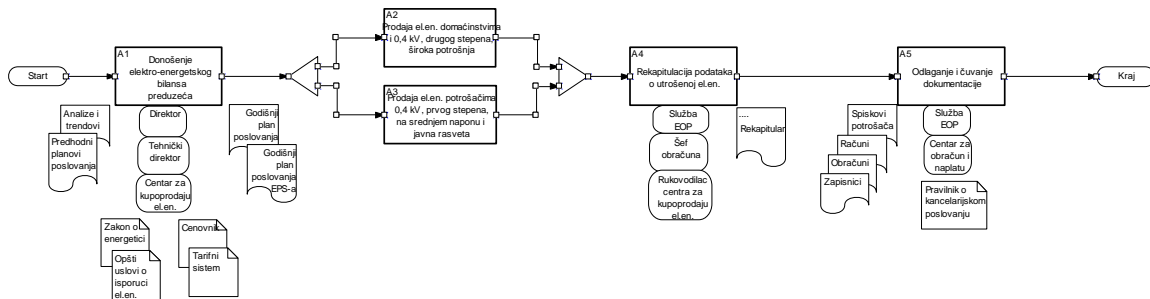 Start
A1
Donošenje
elektro-energetskog
bilansa
preduzeća
A2
Prodaja el.en. domaćinstvima
i 0,4 kV, drugog stepena,
široka potrošnja
A3
Prodaja el.en. potrošačima
0,4 kV, prvog stepena,
na srednjem naponu i
javna rasveta
A4
Rekapitulacija podataka
o utrošenoj el.en.
A5
Odlaganje i čuvanje
dokumentacije
Kraj
Analize i
trendovi
Predhodni
planovi
poslovanja
Direktor
Tehnički
direktor
Centar za
kupoprodaju
el.en.
Godišnji
plan
poslovanja
Godišnji
plan
poslovanja
EPS-a
Zakon o
energetici
Opšti
uslovi o
isporuci
el.en.
Cenovnik
Tarifni
sistem
Služba
EOP
Šef
obračuna
Rukovodilac
centra za
kupoprodaju
el.en.
....
Rekapitular
Spiskovi
potrošača
Računi
Obračuni
Zapisnici
Služba
EOP
Centar za
obračun i
naplatu
Pravilnik o
kancelarijskom
poslovanju